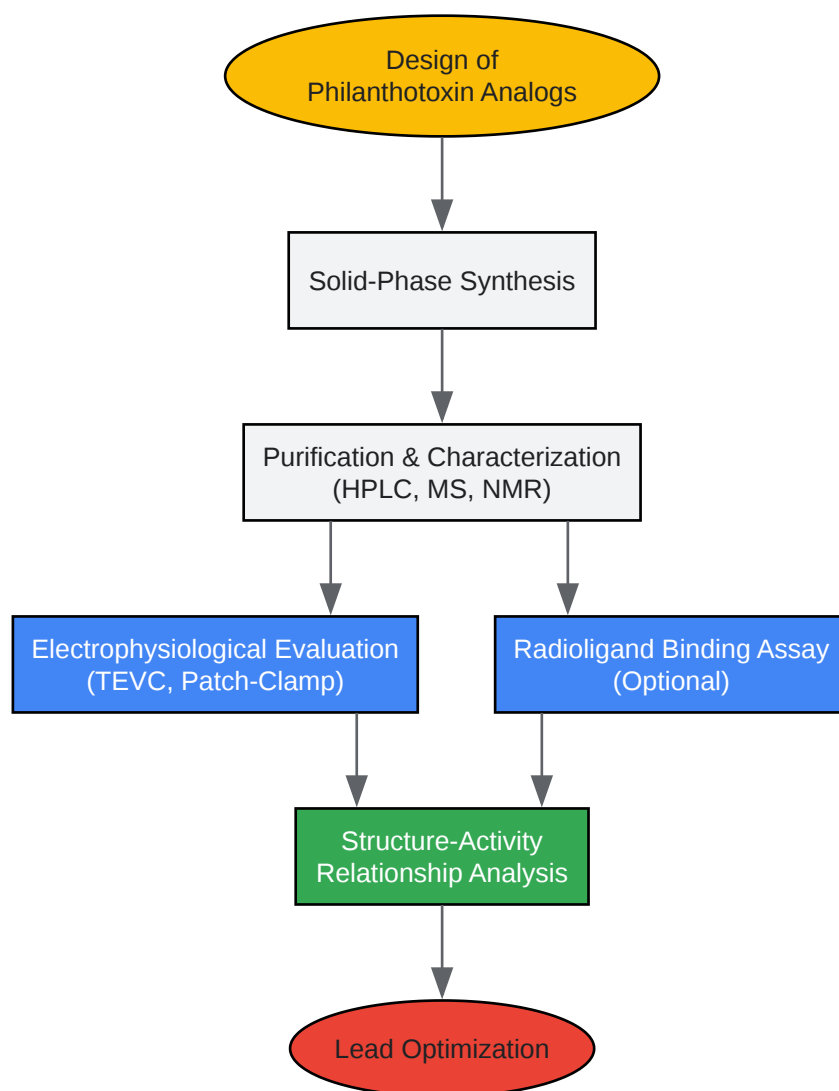 Design of
Philanthotoxin Analogs
Solid-Phase Synthesis
Purification & Characterization
(HPLC, MS, NMR)
Electrophysiological Evaluation
(TEVC, Patch-Clamp)
Radioligand Binding Assay
(Optional)
Structure-Activity
Relationship Analysis
Lead Optimization